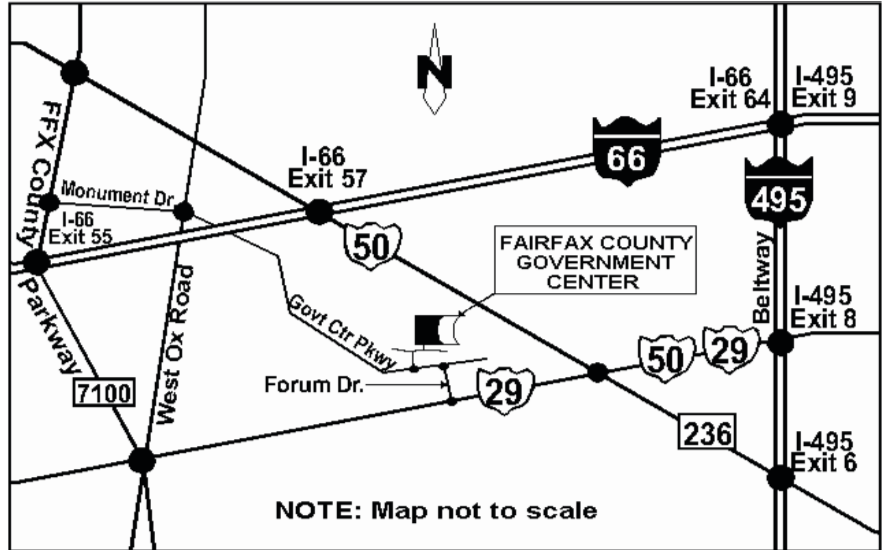 N
I-66
Exit 64
I-495
Exit 9
66
495
FFX County
Parkway
Monument Dr
I-66
Exit 55
I-66
Exit 57
50
FAIRFAX COUNTY
GOVERNMENT
CENTER
Beltway
I-495
Exit 8
West Ox Road
Govt Ctr Pkwy
Forum Dr.
29
50
29
7100
236
I-495
Exit 6
NOTE: Map not to scale